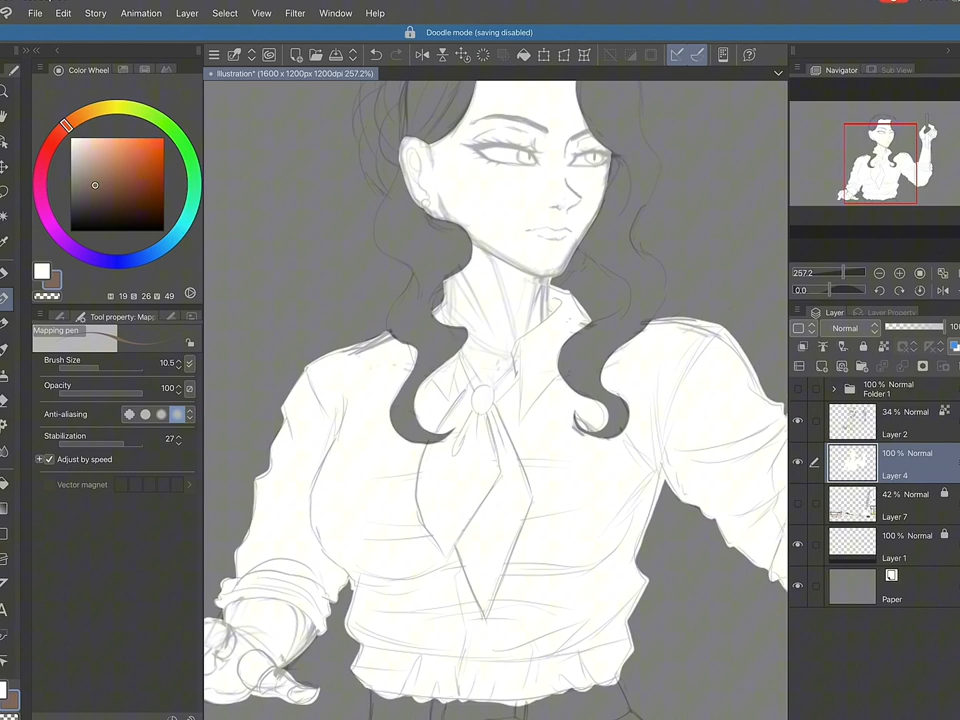 File Edit Story Animation Layer Select View Filter Window Help
Doodle mode (saving disabled)
Illustration* (1600 x 1200px 1200dpi 257.2%)
Color Wheel
H 19 S 26 V 49
Tool property: Map
Mapping pen
Brush Size 10.5
Opacity 100
Anti-aliasing
Stabilization 27
Adjust by speed
Vector magnet
Navigator Sub View
257.2
0.0
Layer Layer Property
Normal
100 % Normal
Folder 1
34 % Normal
Layer 2
100 % Normal
Layer 4
42 % Normal
Layer 7
100 % Normal
Layer 1
Paper